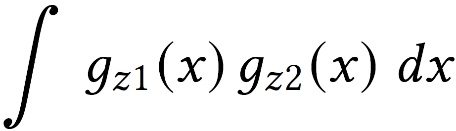 ∫ g_{z1}(x) g_{z2}(x) dx